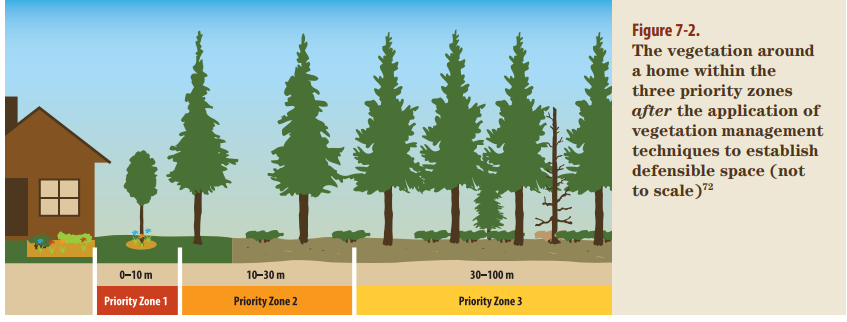 Figure 7-2.
The vegetation around
a home within the
three priority zones
after the application of
vegetation management
techniques to establish
defensible space (not
to scale)72
0–10 m
10–30 m
30–100 m
Priority Zone 1
Priority Zone 2
Priority Zone 3